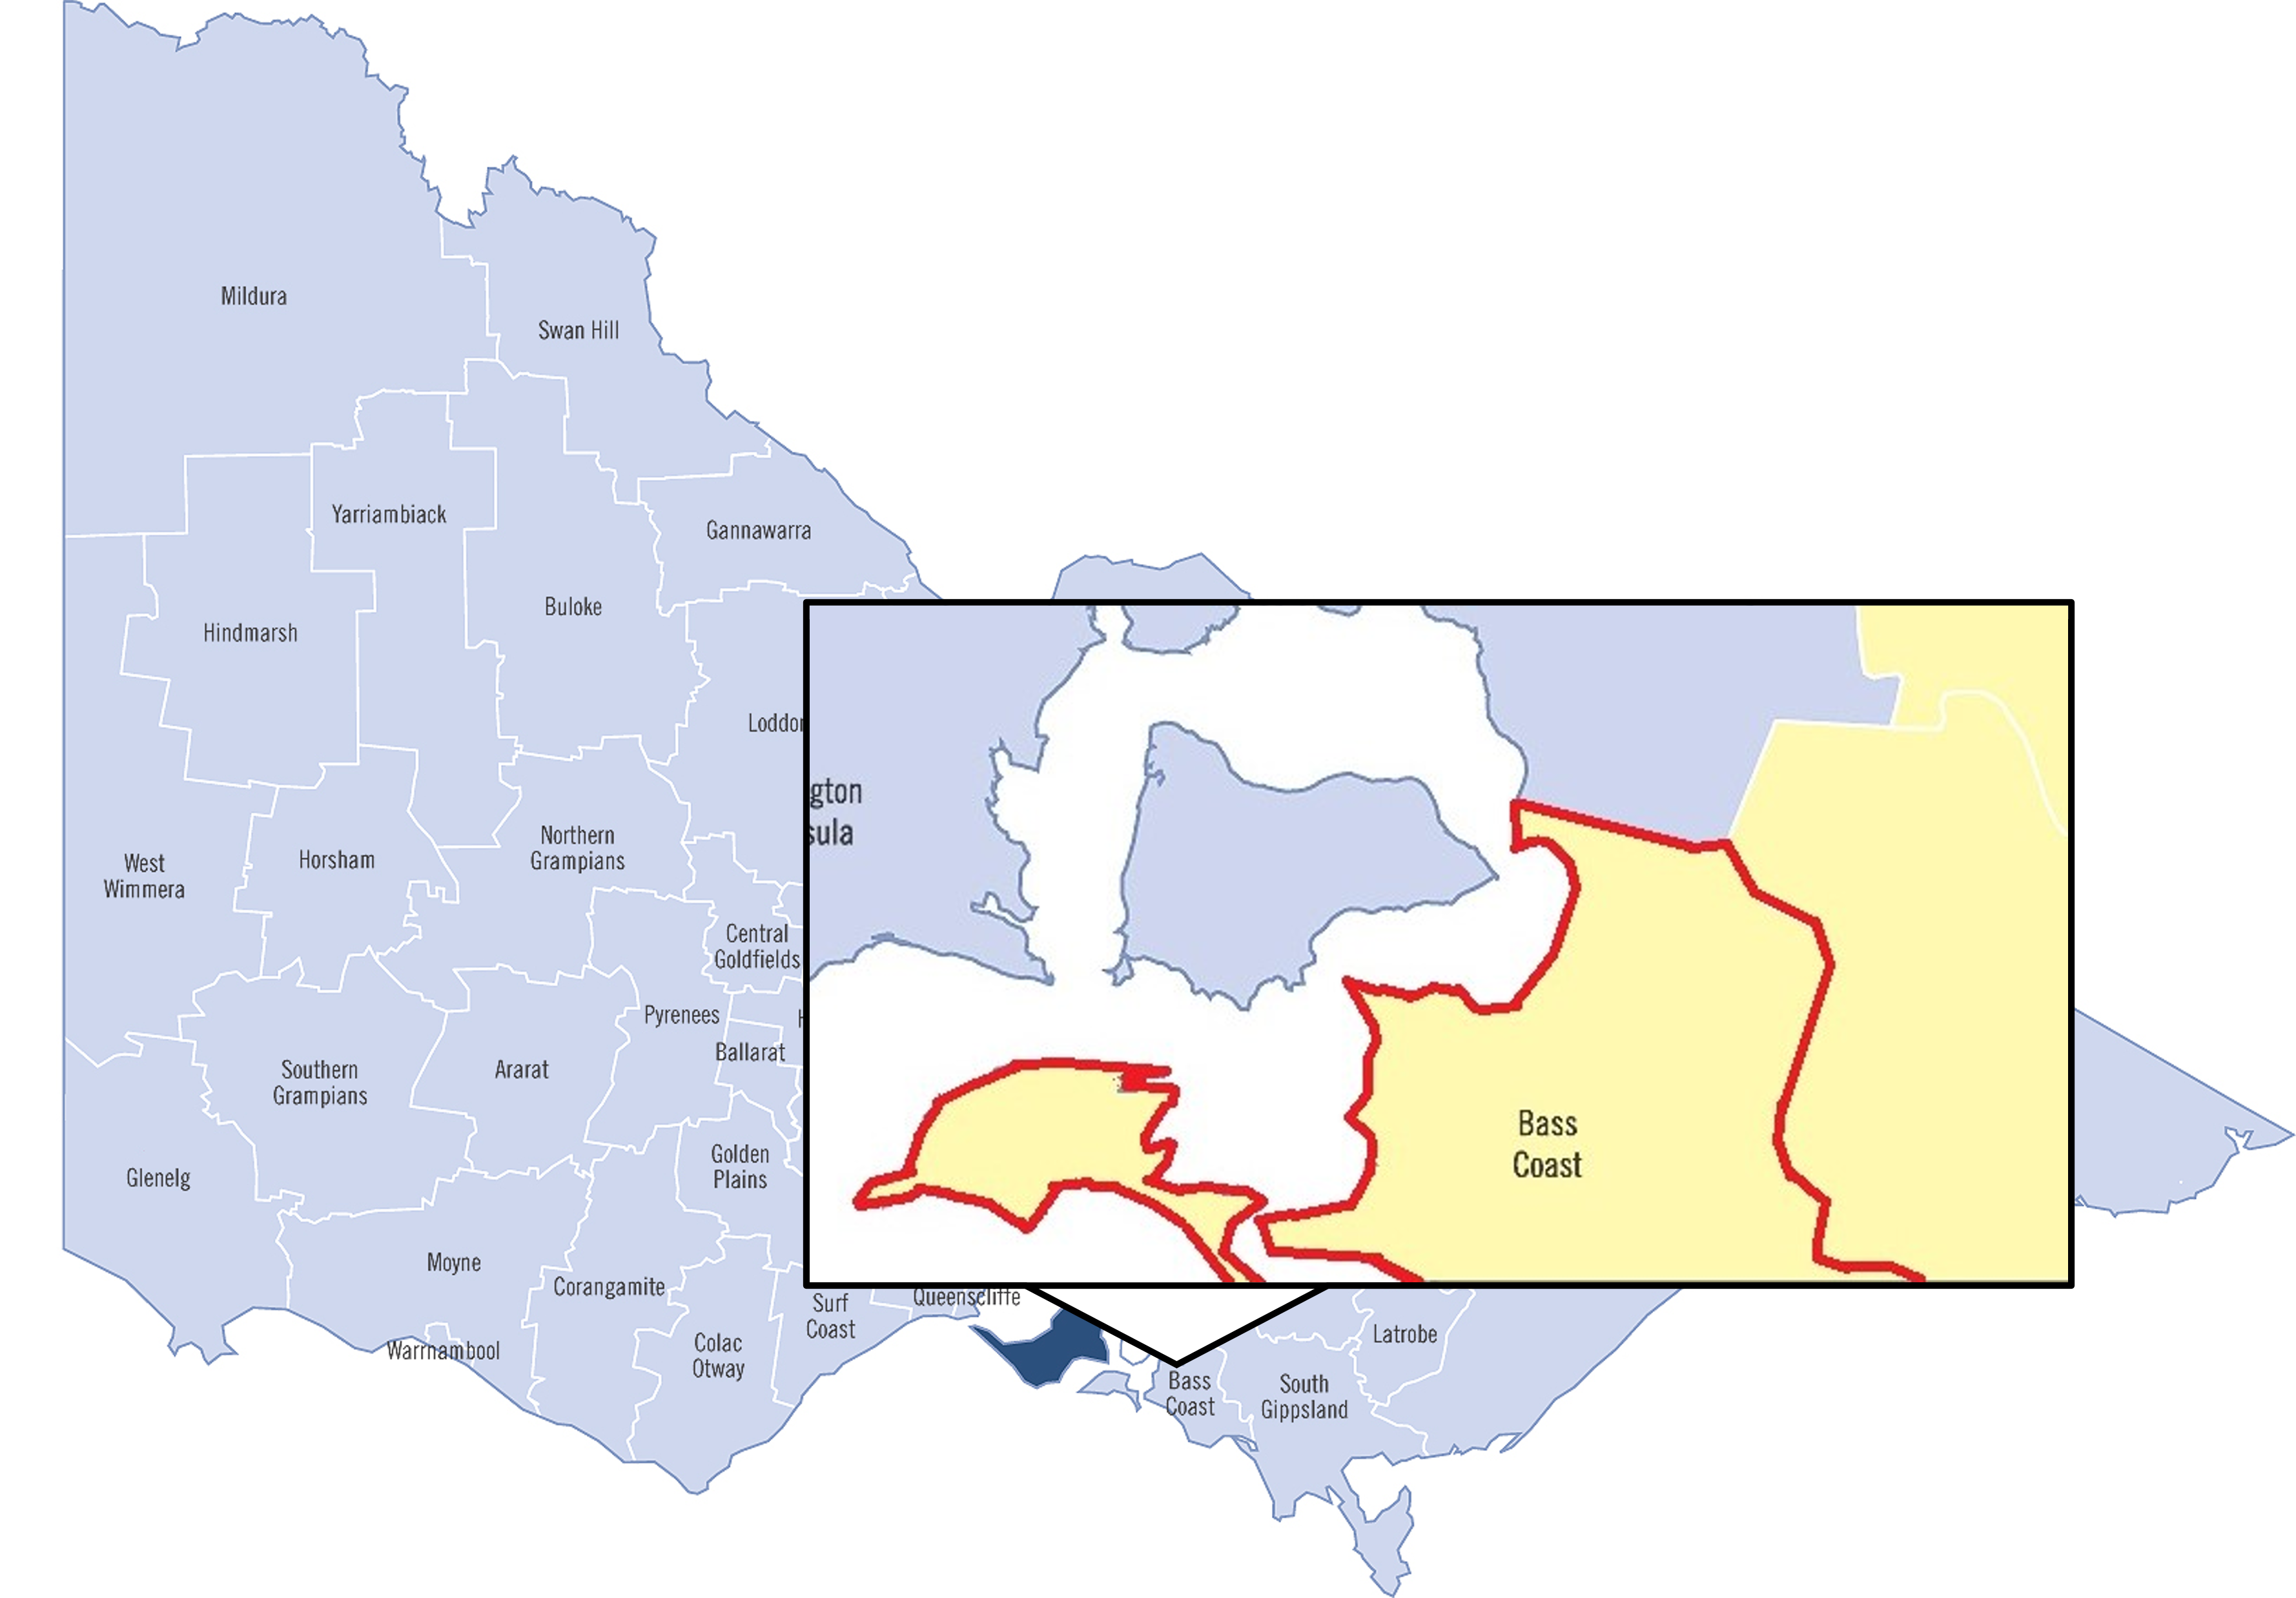 Mildura
Swan Hill
Yarriambiack
Gannawarra
Buloke
Hindmarsh
Loddon
gton
sula
Northern
Grampians
Horsham
West
Wimmera
Central
Goldfields
Pyrenees
H
Ballarat
Southern
Grampians
Ararat
Bass
Coast
Golden
Plains
Glenelg
Moyne
Corangamite
Queenscliffe
Surf
Coast
Warrnambool
Colac
Otway
Latrobe
Bass
Coast
South
Gippsland